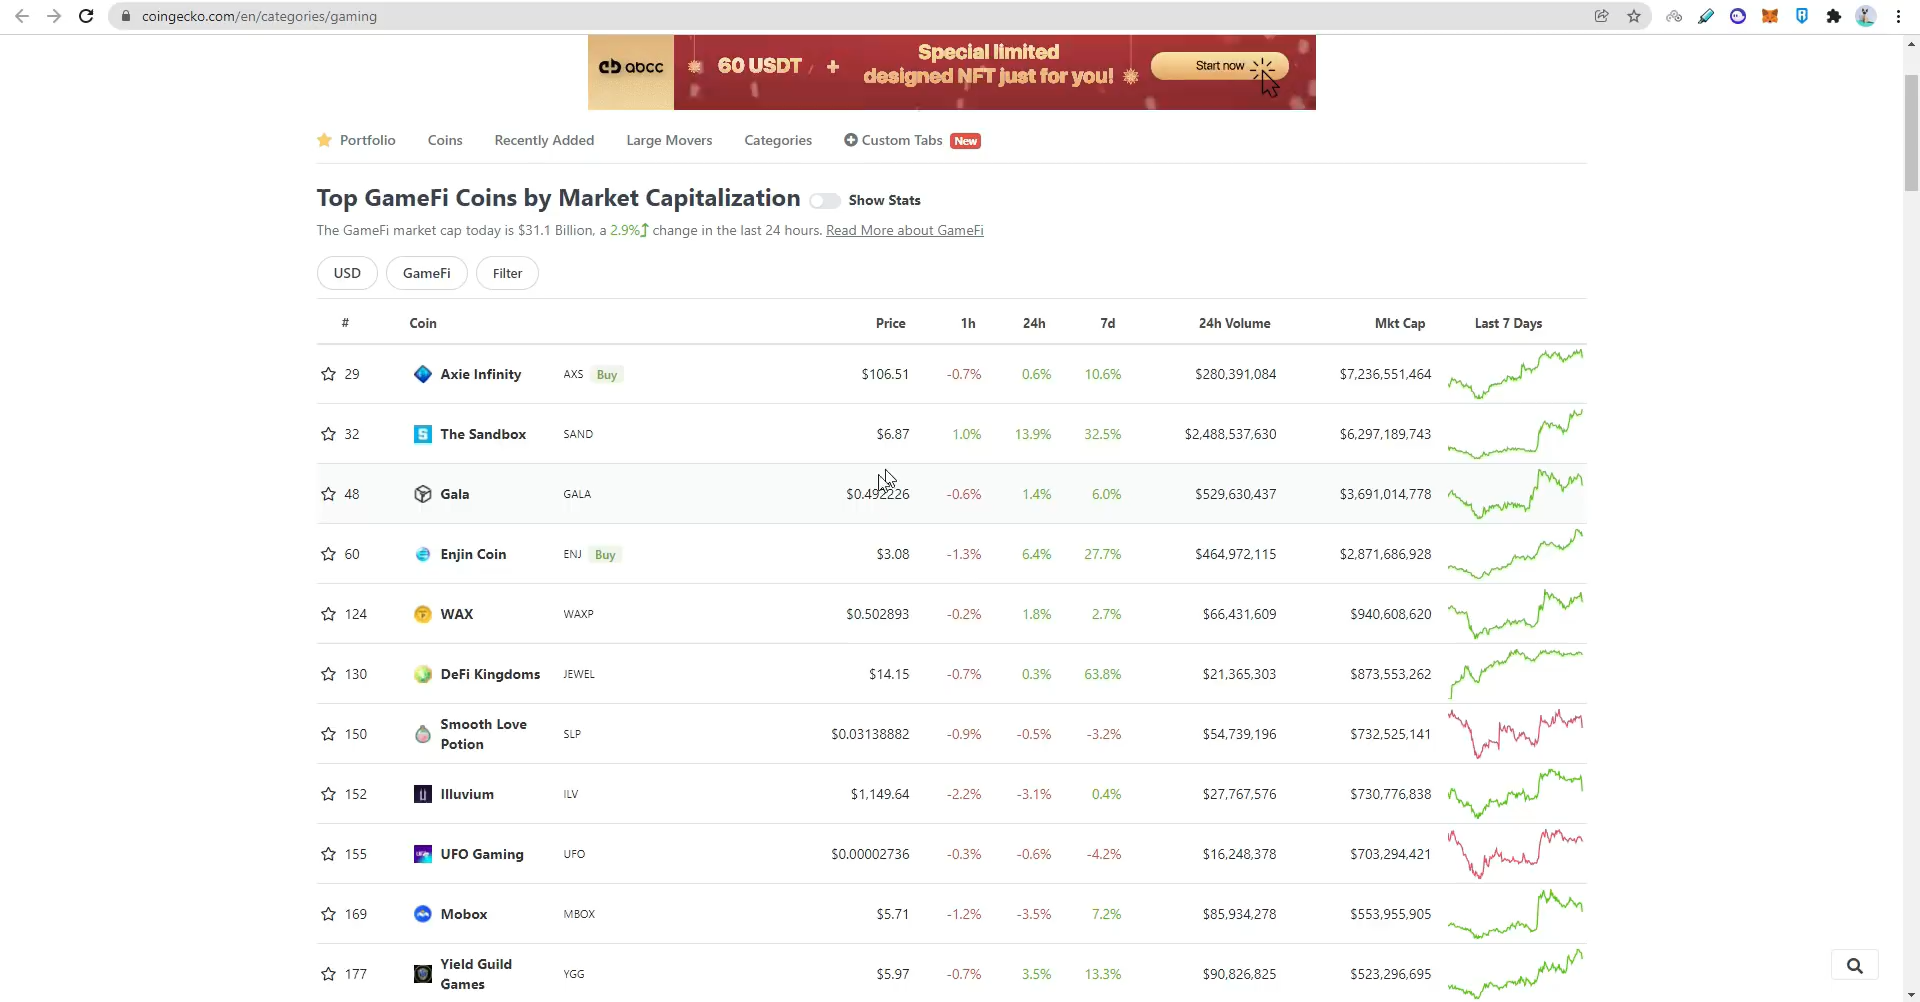 coingecko.com/en/categories/gaming
abcc
60 USDT +
Special limited
designed NFT just for you!
Start now
Portfolio Coins Recently Added Large Movers Categories Custom Tabs New
Top GameFi Coins by Market Capitalization Show Stats
The GameFi market cap today is $31.1 Billion, a 2.9% change in the last 24 hours. Read More about GameFi
USD GameFi Filter
# Coin Price 1h 24h 7d 24h Volume Mkt Cap Last 7 Days
29 Axie Infinity AXS Buy $106.51 -0.7% 0.6% 10.6% $280,391,084 $7,236,551,464
32 The Sandbox SAND $6.87 1.0% 13.9% 32.5% $2,488,537,630 $6,297,189,743
48 Gala GALA $0.492226 -0.6% 1.4% 6.0% $529,630,437 $3,691,014,778
60 Enjin Coin ENJ Buy $3.08 -1.3% 6.4% 27.7% $464,972,115 $2,871,686,928
124 WAX WAXP $0.502893 -0.2% 1.8% 2.7% $66,431,609 $940,608,620
130 DeFi Kingdoms JEWEL $14.15 -0.7% 0.3% 63.8% $21,365,303 $873,553,262
150 Smooth Love
Potion SLP $0.03138882 -0.9% -0.5% -3.2% $54,739,196 $732,525,141
152 Illuvium ILV $1,149.64 -2.2% -3.1% 0.4% $27,767,576 $730,776,838
155 UFO Gaming UFO $0.00002736 -0.3% -0.6% -4.2% $16,248,378 $703,294,421
169 Mobox MBOX $5.71 -1.2% -3.5% 7.2% $85,934,278 $553,955,905
177 Yield Guild
Games YGG $5.97 -0.7% 3.5% 13.3% $90,826,825 $523,296,695